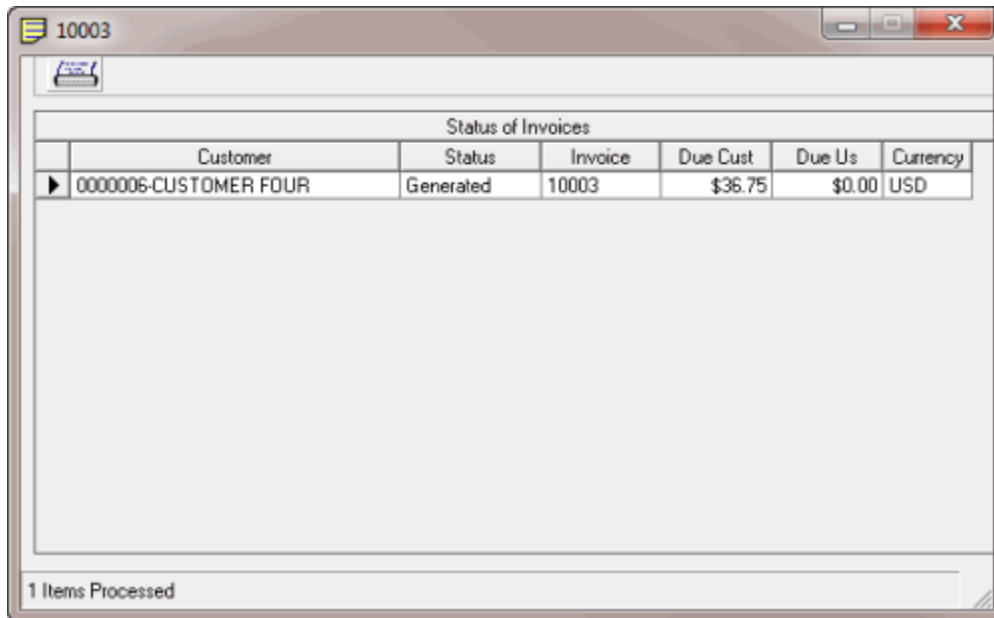 10003
Status of Invoices
Customer Status Invoice Due Cust Due Us Currency
0000006-CUSTOMER FOUR Generated 10003 $36.75 $0.00 USD
1 Items Processed